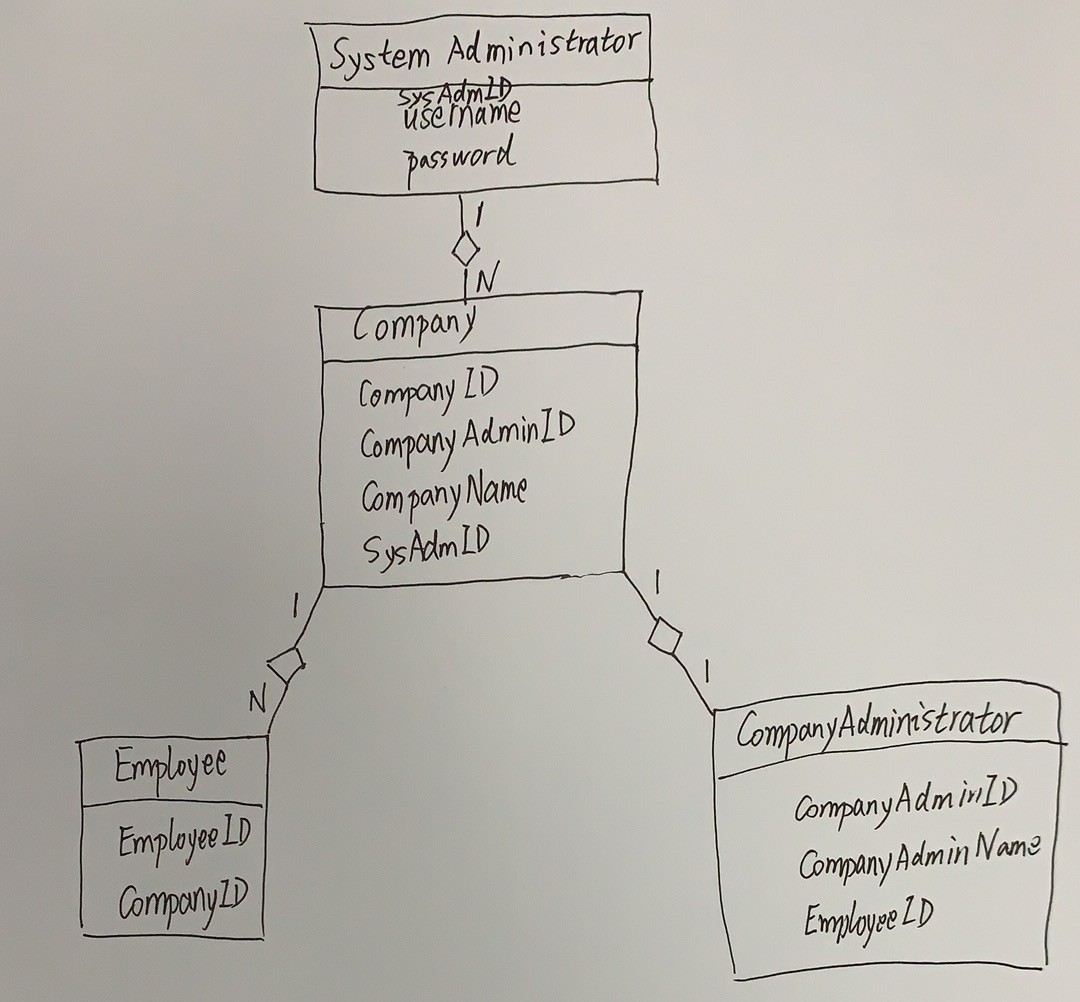 System Administrator
sysAdmID
username
password
1
N
Company
CompanyID
CompanyAdminID
CompanyName
SysAdmID
1
1
N
1
Employee
EmployeeID
CompanyID
CompanyAdministrator
CompanyAdminID
CompanyAdminName
EmployeeID